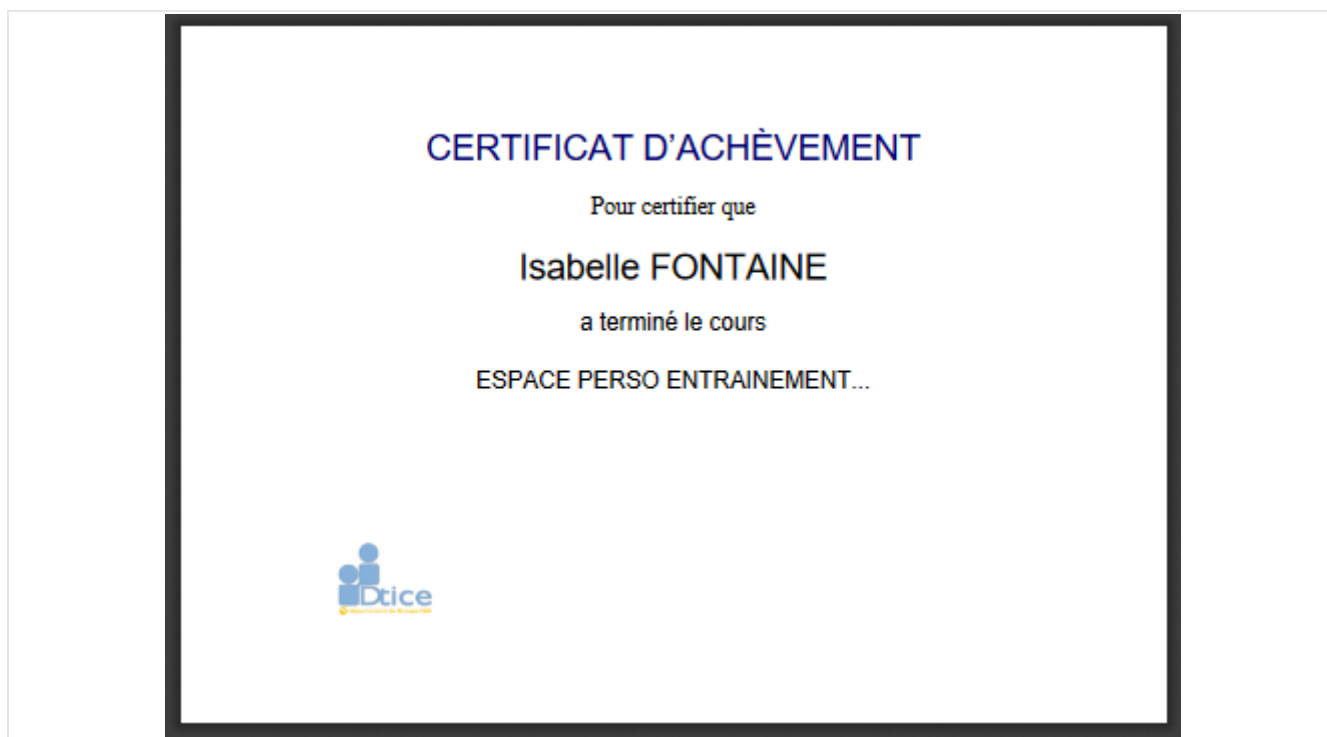 CERTIFICAT D’ACHÈVEMENT
Pour certifier que
Isabelle FONTAINE
a terminé le cours
ESPACE PERSO ENTRAINEMENT...
Dtice